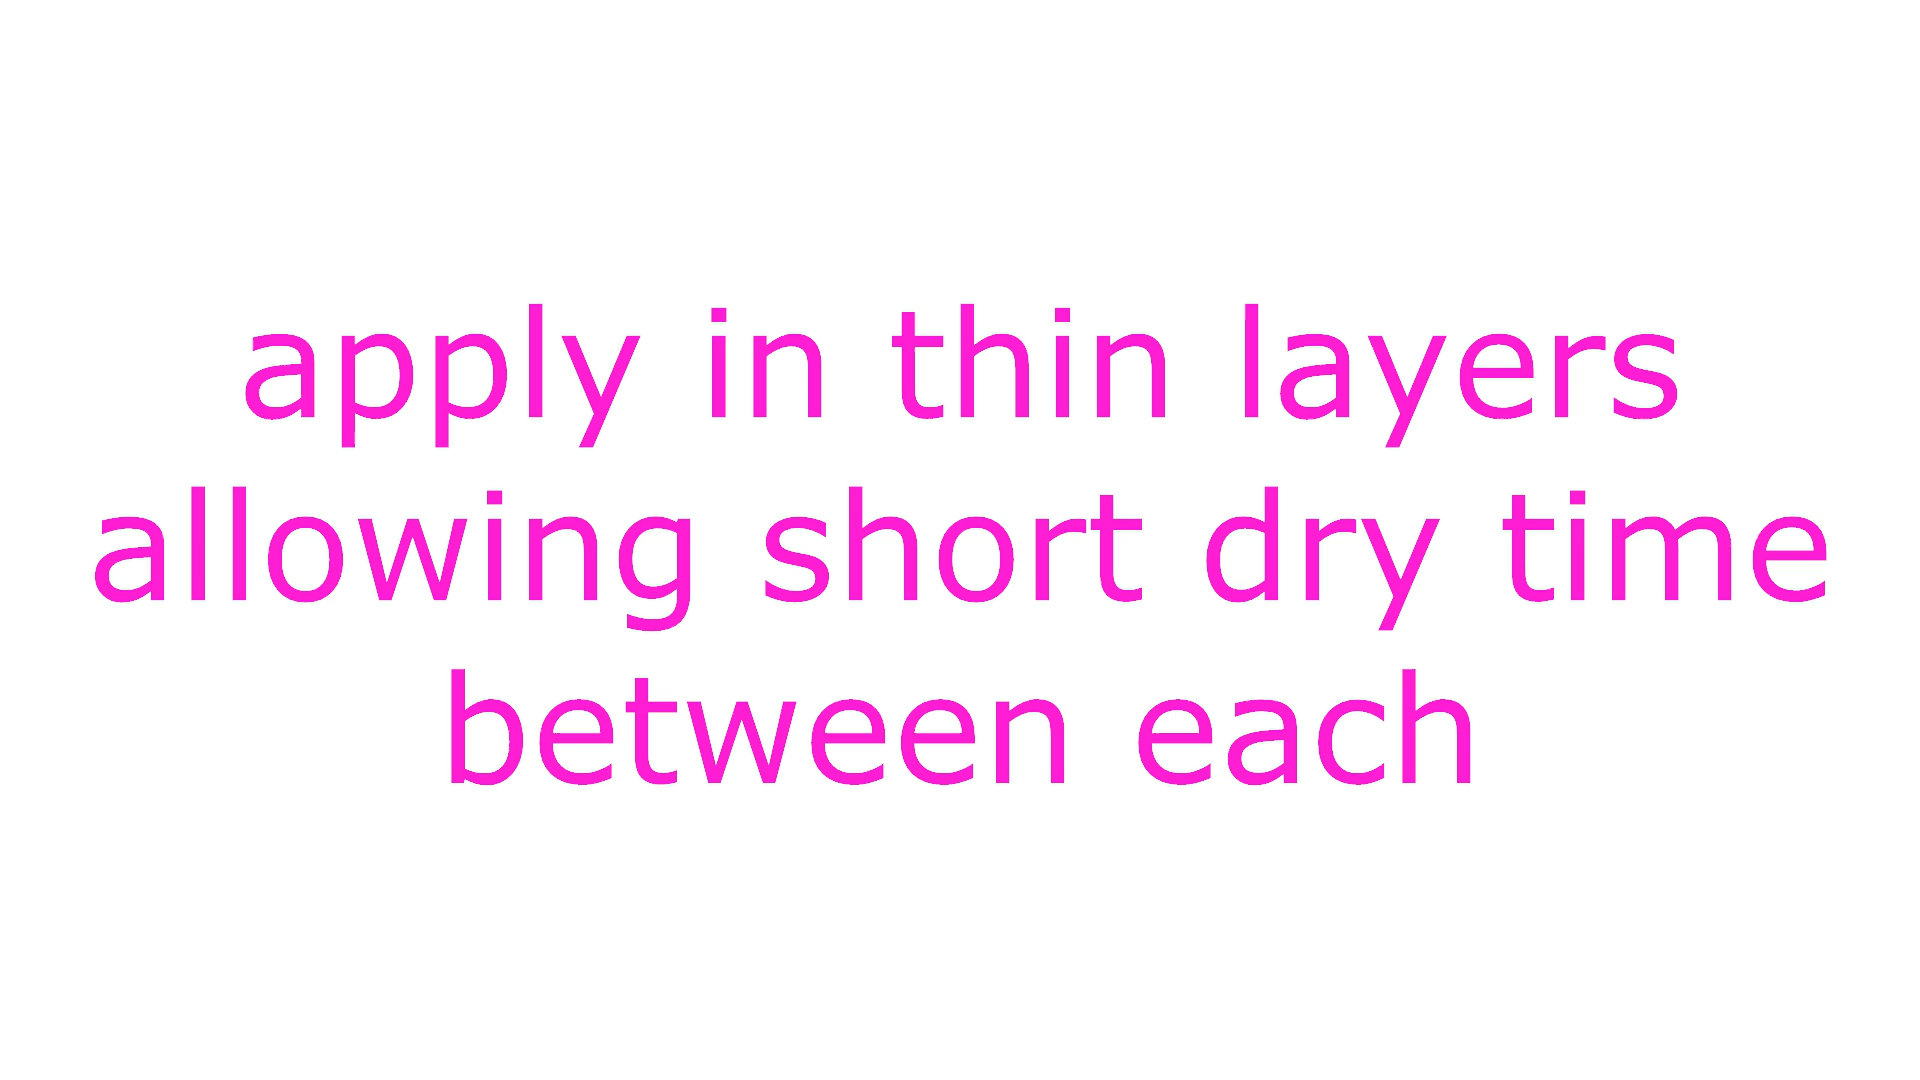 apply in thin layers
allowing short dry time
between each